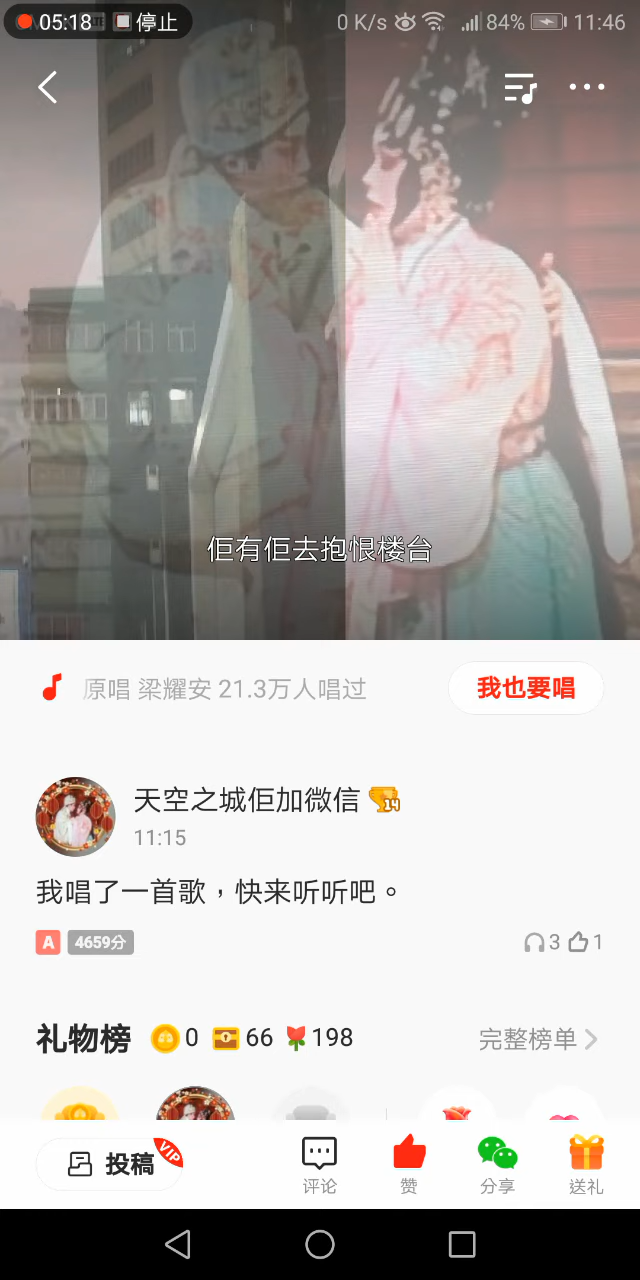 05:18 停止 0 K/s 84% 11:46
佢有佢去抱恨楼台
原唱 梁耀安 21.3万人唱过
我也要唱
天空之城佢加微信 14
11:15
我唱了一首歌，快来听听吧。
A 4659分 3 1
礼物榜 0 66 198 完整榜单
投稿 VIP
评论 赞 分享 送礼